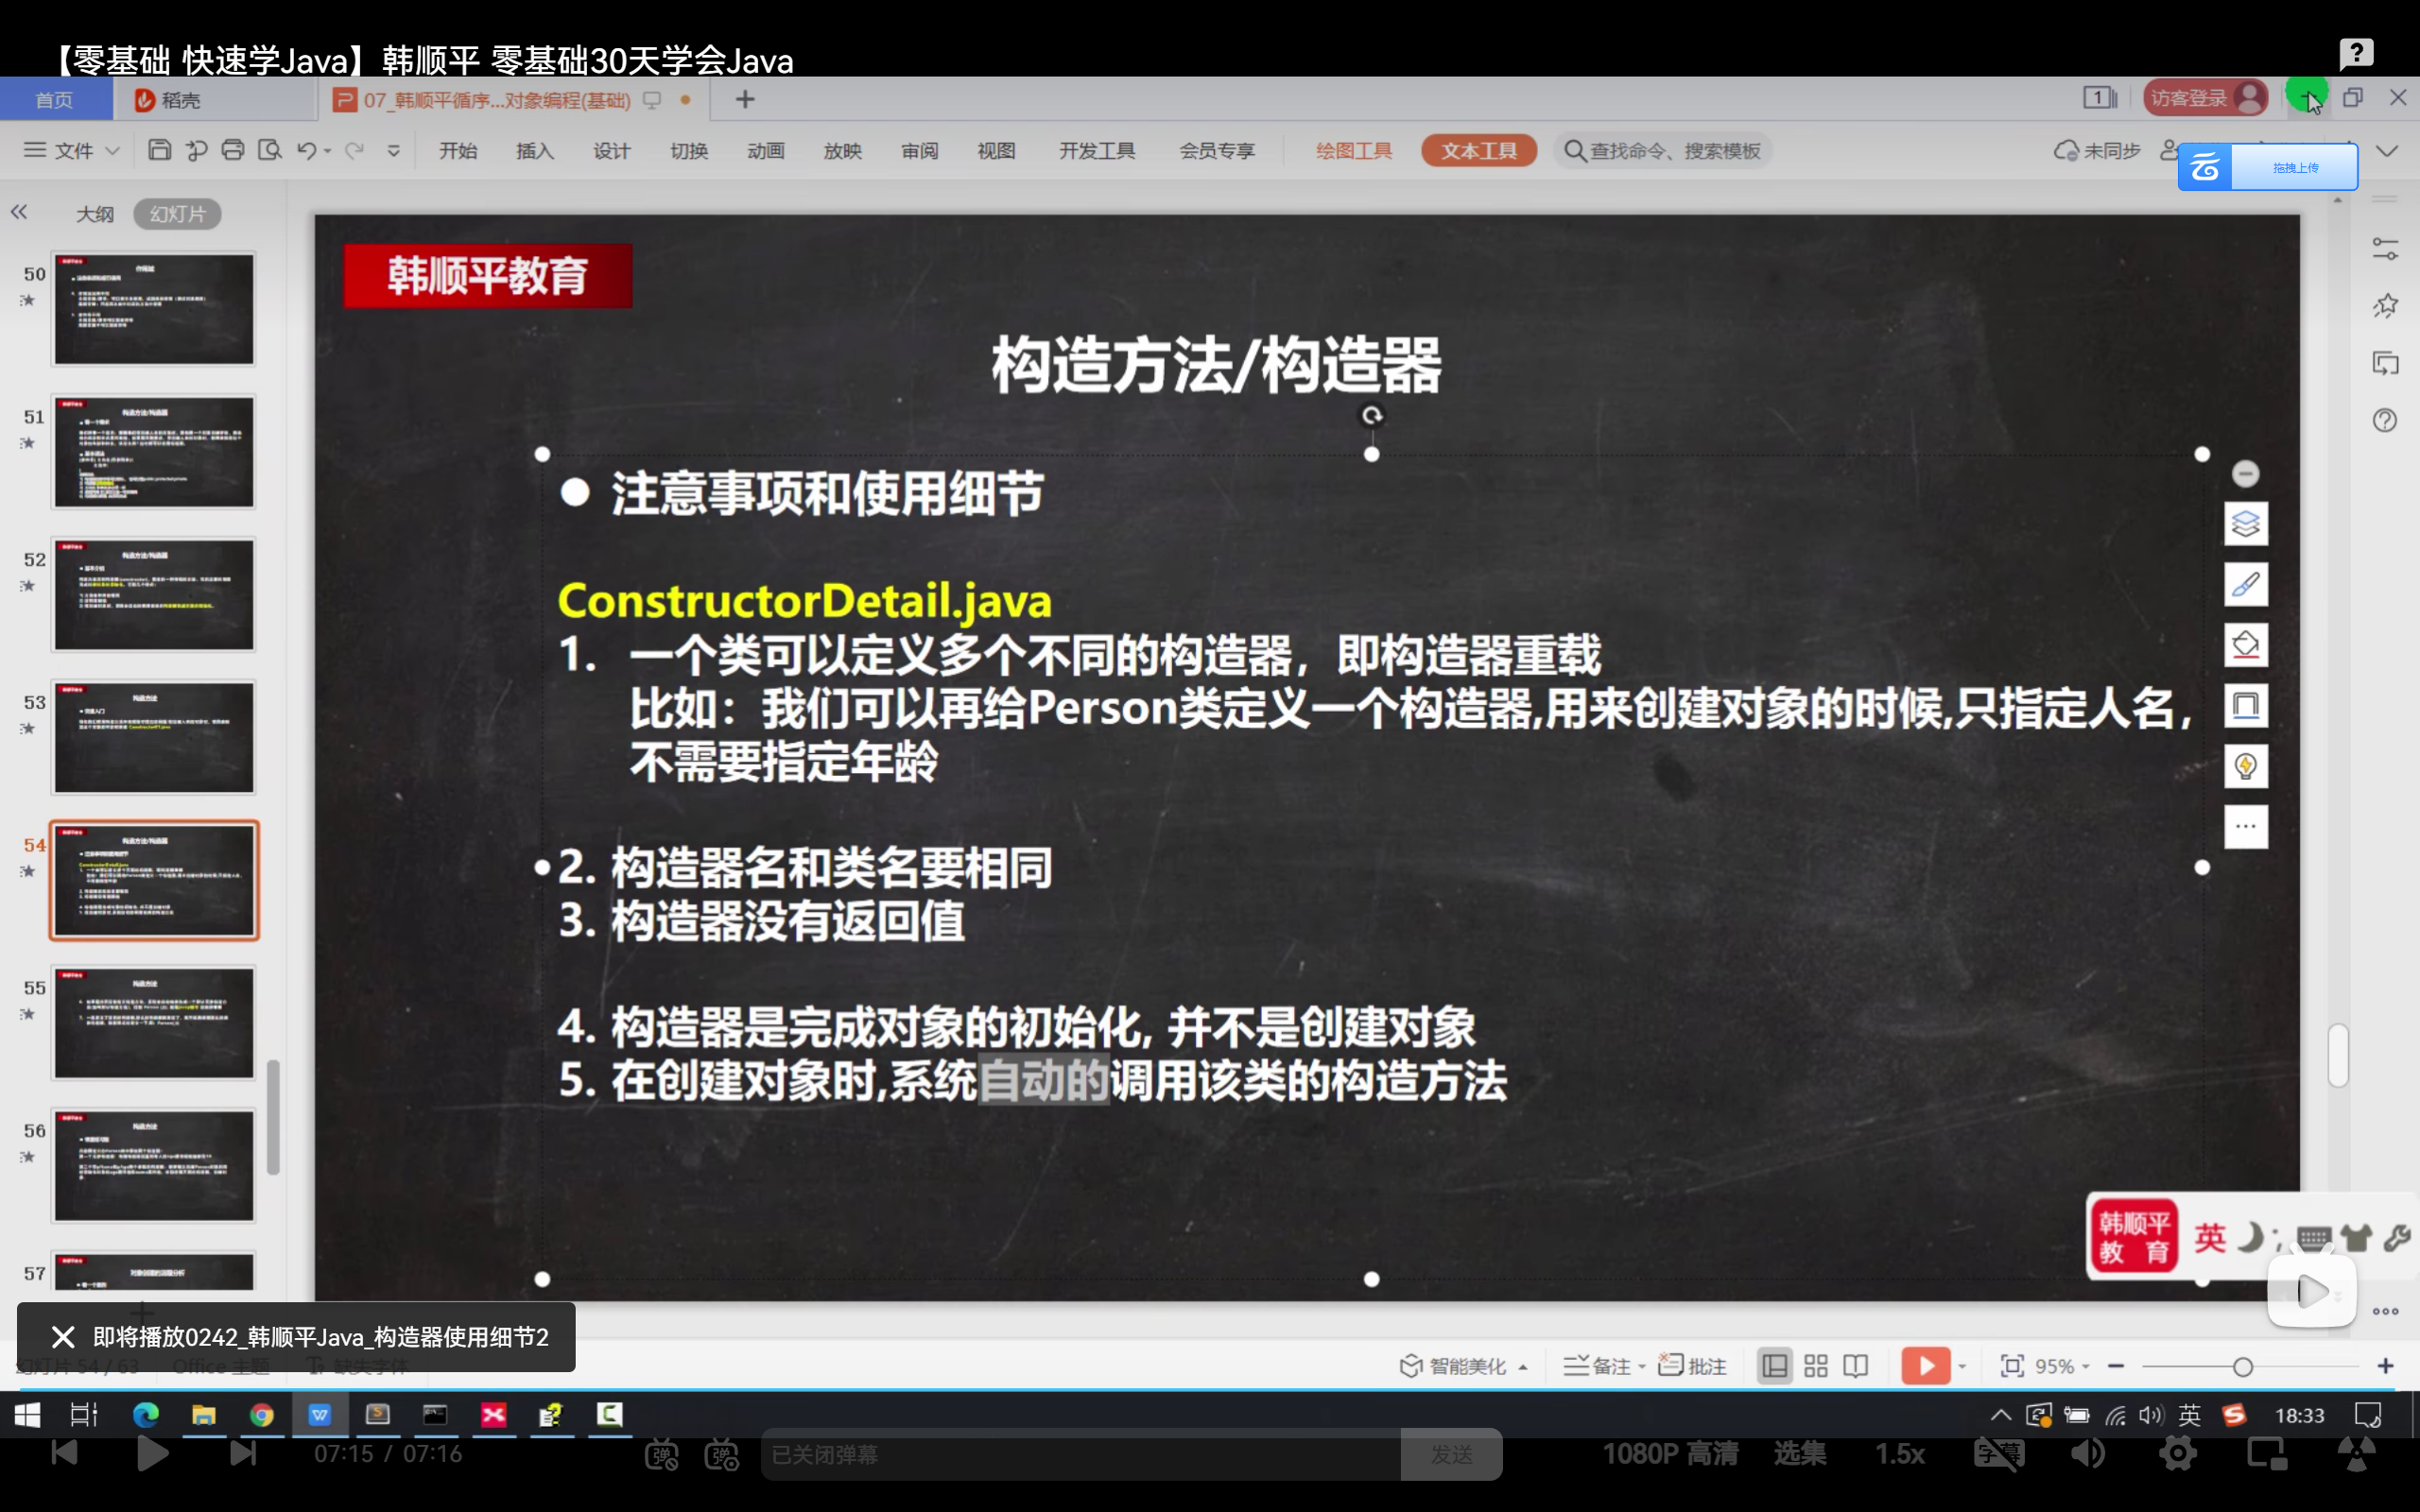 【零基础 快速学Java】韩顺平 零基础30天学会Java
首页
稻壳
07_韩顺平循序...对象编程(基础)
1
访客登录
文件
开始
插入
设计
切换
动画
放映
审阅
视图
开发工具
会员专享
绘图工具
文本工具
查找命令、搜索模板
未同步
拖拽上传
大纲
幻灯片
50
51
52
53
54
55
56
57
韩顺平教育
构造方法/构造器
● 注意事项和使用细节
ConstructorDetail.java
1. 一个类可以定义多个不同的构造器，即构造器重载
比如：我们可以再给Person类定义一个构造器,用来创建对象的时候,只指定人名，
不需要指定年龄
2. 构造器名和类名要相同
3. 构造器没有返回值
4. 构造器是完成对象的初始化, 并不是创建对象
5. 在创建对象时,系统自动的调用该类的构造方法
韩顺平
教 育
英
即将播放0242_韩顺平Java_构造器使用细节2
幻灯片 54 / 63
Office 主题
缺失字体
智能美化
备注
批注
95%
英
18:33
07:15 / 07:16
已关闭弹幕
发送
1080P 高清
选集
1.5x
字幕